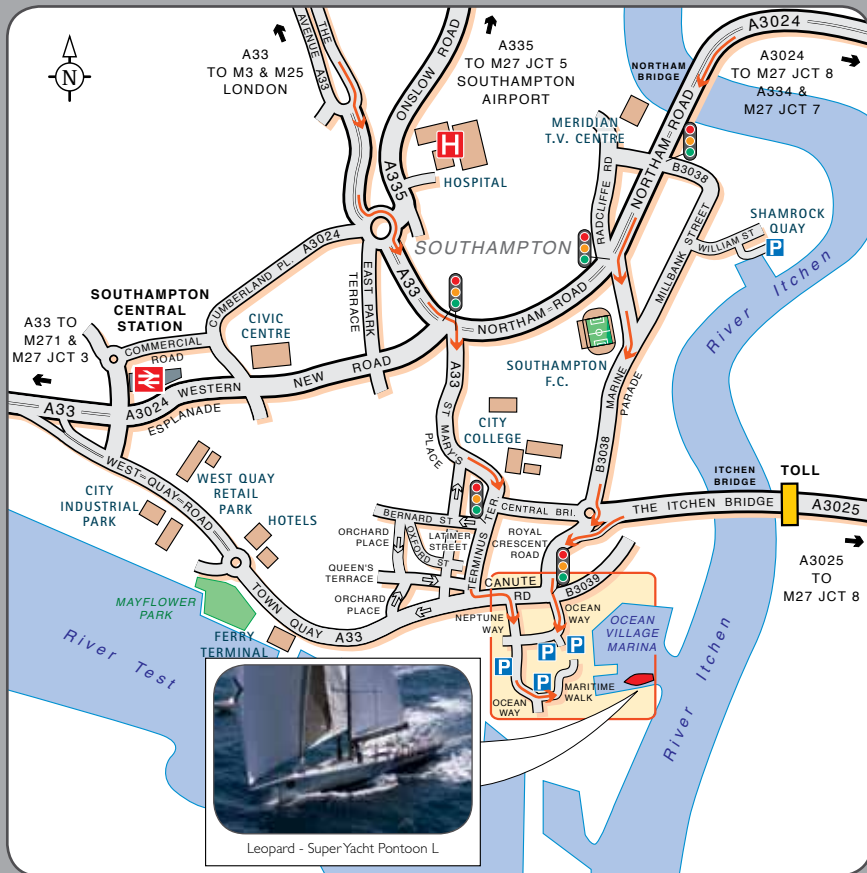 THE
AVENUE A33
A33
TO M3 & M25
LONDON
ONSLOW ROAD
A335
TO M27 JCT 5
SOUTHAMPTON
AIRPORT
A3024
NORTHAM
BRIDGE
A3024
TO M27 JCT 8
A334 &
M27 JCT 7
N
MERIDIAN
T.V. CENTRE
NORTHAM ROAD
H
HOSPITAL
A335
RADCLIFFE RD
B3038
MILLBANK STREET
WILLIAM ST
SHAMROCK
QUAY
P
SOUTHAMPTON
CUMBERLAND PL. A3024
A33
EAST PARK
TERRACE
River Itchen
SOUTHAMPTON
CENTRAL
STATION
A33 TO
M271 &
M27 JCT 3
COMMERCIAL
ROAD
CIVIC
CENTRE
NORTHAM ROAD
SOUTHAMPTON
F.C.
A33
A3024
WESTERN
ESPLANADE
NEW ROAD
A33
ST MARY'S
PLACE
MARINE
PARADE
B3038
CITY
COLLEGE
WEST QUAY ROAD
WEST QUAY
RETAIL
PARK
CITY
INDUSTRIAL
PARK
HOTELS
ITCHEN
BRIDGE
TOLL
CENTRAL BRI.
THE ITCHEN BRIDGE
A3025
A3025
TO
M27 JCT 8
BERNARD ST
TERMINUS TER
ORCHARD
PLACE
OXFORD ST
LATIMER
STREET
ROYAL
CRESCENT
ROAD
QUEEN'S
TERRACE
ORCHARD
PLACE
CANUTE
RD
B3039
MAYFLOWER
PARK
TOWN QUAY
A33
FERRY
TERMINAL
NEPTUNE
WAY
OCEAN
WAY
OCEAN
VILLAGE
MARINA
P
P
P
P
MARITIME
WALK
OCEAN
WAY
River Test
River Itchen
Leopard - Super Yacht Pontoon L